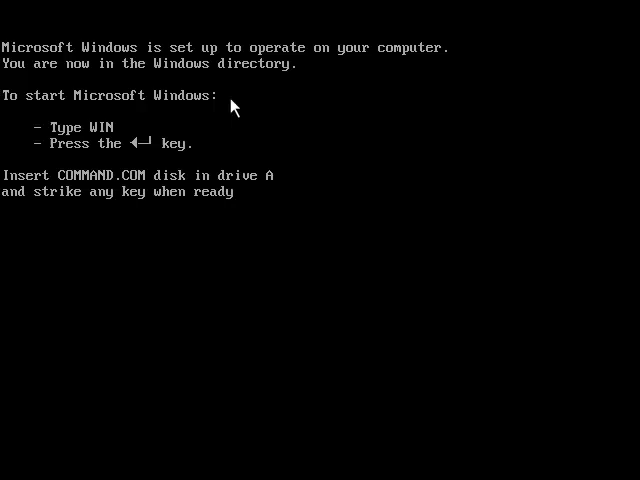 Microsoft Windows is set up to operate on your computer.
You are now in the Windows directory.
To start Microsoft Windows:
- Type WIN
- Press the ◄─┘ key.
Insert COMMAND.COM disk in drive A
and strike any key when ready